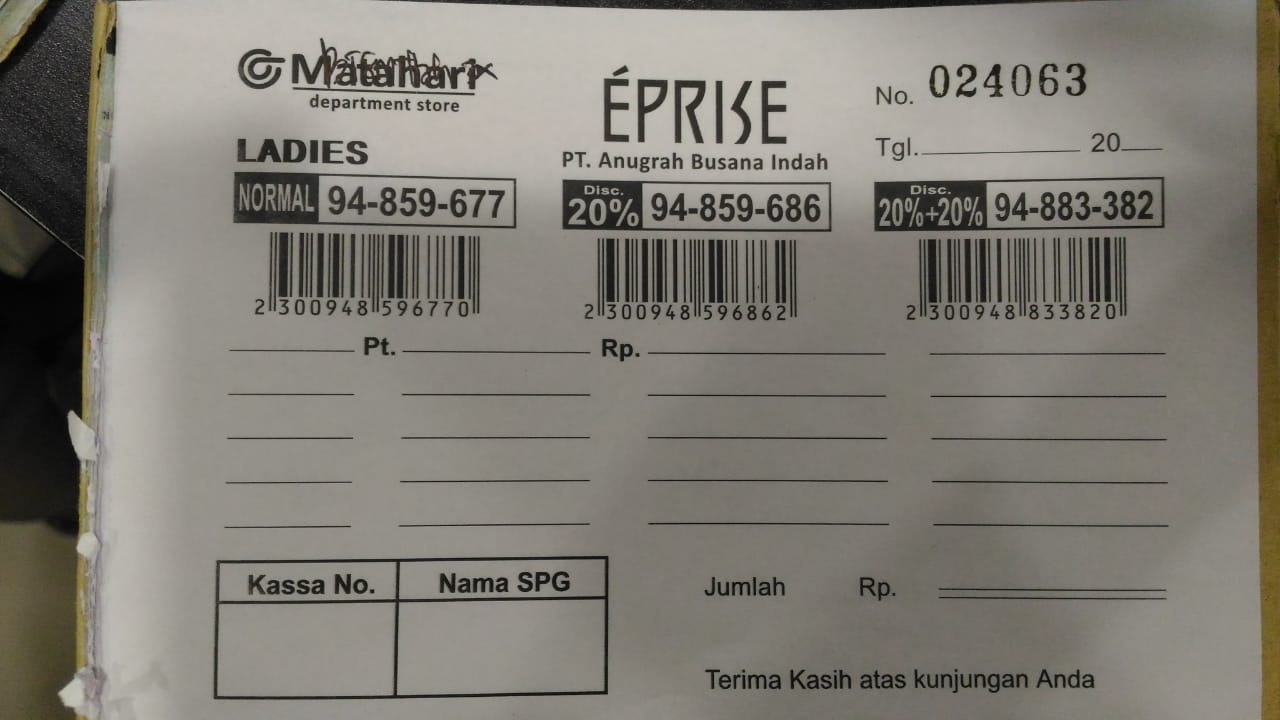 Matahari
department store
ÉPRISE
PT. Anugrah Busana Indah
No. 024063
Tgl. 20
LADIES
NORMAL 94-859-677
Disc. 20% 94-859-686
Disc. 20%+20% 94-883-382
2 300948 596770
2 300948 596862
2 300948 833820
Pt. Rp.
Kassa No. Nama SPG
Jumlah Rp.
Terima Kasih atas kunjungan Anda